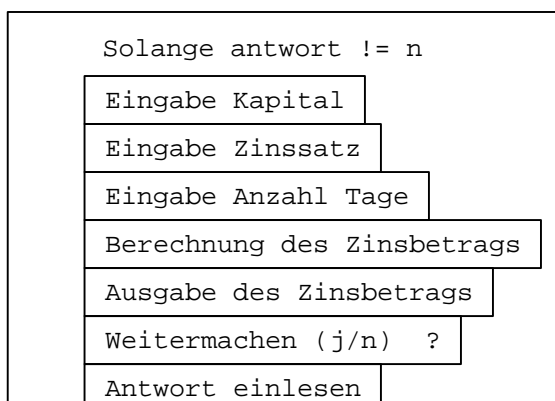 Solange antwort != n
Eingabe Kapital
Eingabe Zinssatz
Eingabe Anzahl Tage
Berechnung des Zinsbetrags
Ausgabe des Zinsbetrags
Weitermachen (j/n)  ?
Antwort einlesen